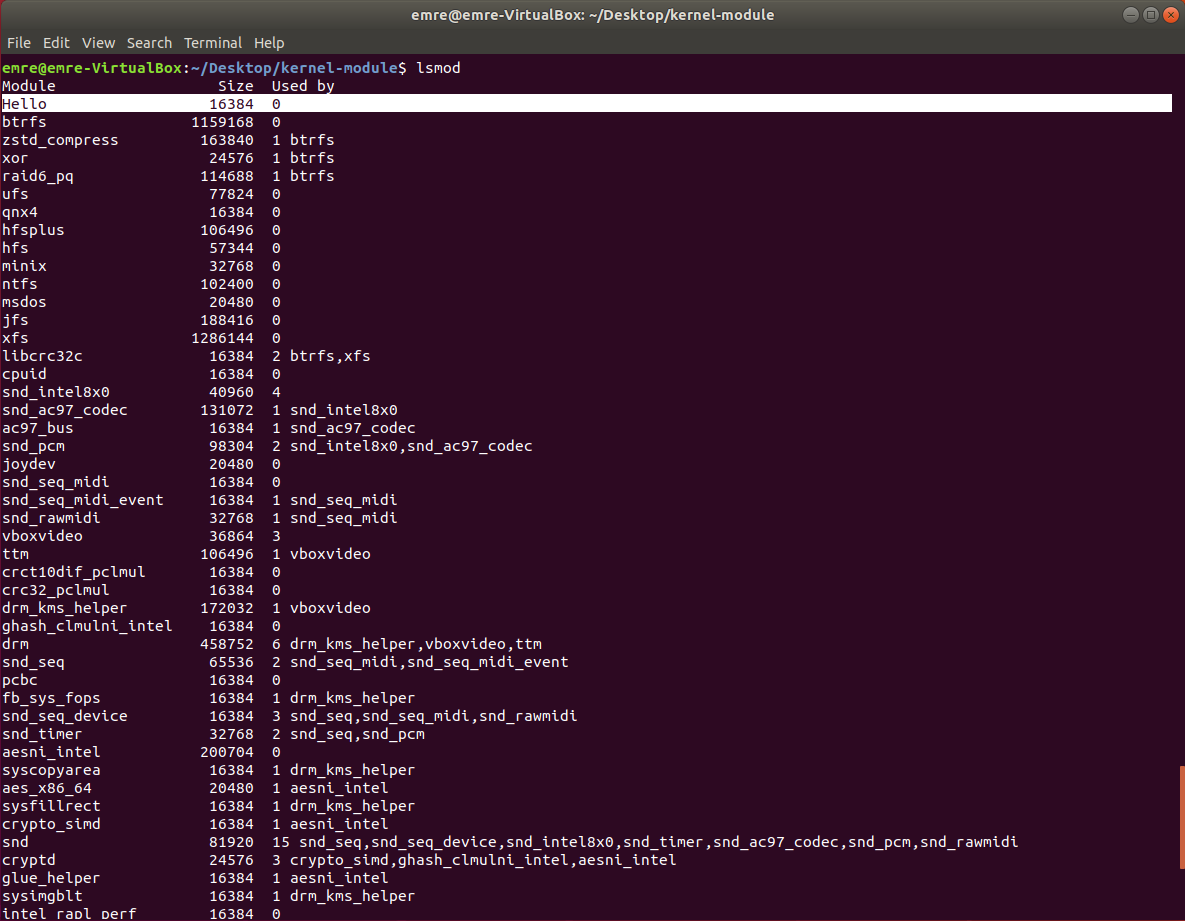 emre@emre-VirtualBox: ~/Desktop/kernel-module
File Edit View Search Terminal Help
emre@emre-VirtualBox:~/Desktop/kernel-module$ lsmod
Module                  Size  Used by
Hello                  16384  0
btrfs                1159168  0
zstd_compress         163840  1 btrfs
xor                    24576  1 btrfs
raid6_pq              114688  1 btrfs
ufs                    77824  0
qnx4                   16384  0
hfsplus               106496  0
hfs                    57344  0
minix                  32768  0
ntfs                  102400  0
msdos                  20480  0
jfs                   188416  0
xfs                  1286144  0
libcrc32c              16384  2 btrfs,xfs
cpuid                  16384  0
snd_intel8x0           40960  4
snd_ac97_codec        131072  1 snd_intel8x0
ac97_bus               16384  1 snd_ac97_codec
snd_pcm                98304  2 snd_intel8x0,snd_ac97_codec
joydev                 20480  0
snd_seq_midi           16384  0
snd_seq_midi_event     16384  1 snd_seq_midi
snd_rawmidi            32768  1 snd_seq_midi
vboxvideo              36864  3
ttm                   106496  1 vboxvideo
crct10dif_pclmul       16384  0
crc32_pclmul           16384  0
drm_kms_helper        172032  1 vboxvideo
ghash_clmulni_intel    16384  0
drm                   458752  6 drm_kms_helper,vboxvideo,ttm
snd_seq                65536  2 snd_seq_midi,snd_seq_midi_event
pcbc                   16384  0
fb_sys_fops            16384  1 drm_kms_helper
snd_seq_device         16384  3 snd_seq,snd_seq_midi,snd_rawmidi
snd_timer              32768  2 snd_seq,snd_pcm
aesni_intel           200704  0
syscopyarea            16384  1 drm_kms_helper
aes_x86_64             20480  1 aesni_intel
sysfillrect            16384  1 drm_kms_helper
crypto_simd            16384  1 aesni_intel
snd                    81920  15 snd_seq,snd_seq_device,snd_intel8x0,snd_timer,snd_ac97_codec,snd_pcm,snd_rawmidi
cryptd                 24576  3 crypto_simd,ghash_clmulni_intel,aesni_intel
glue_helper            16384  1 aesni_intel
sysimgblt              16384  1 drm_kms_helper
intel_rapl_perf        16384  0